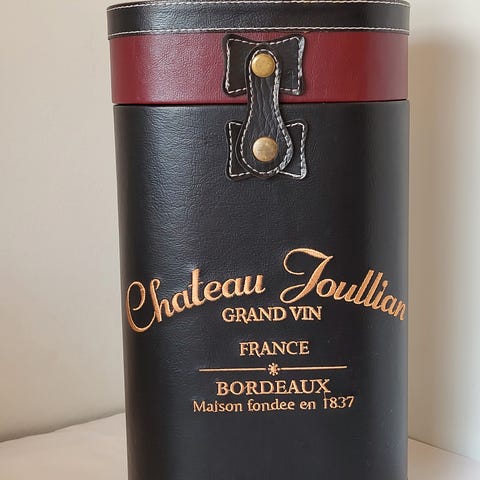 Chateau Joullian
GRAND VIN
FRANCE
BORDEAUX
Maison fondee en 1837